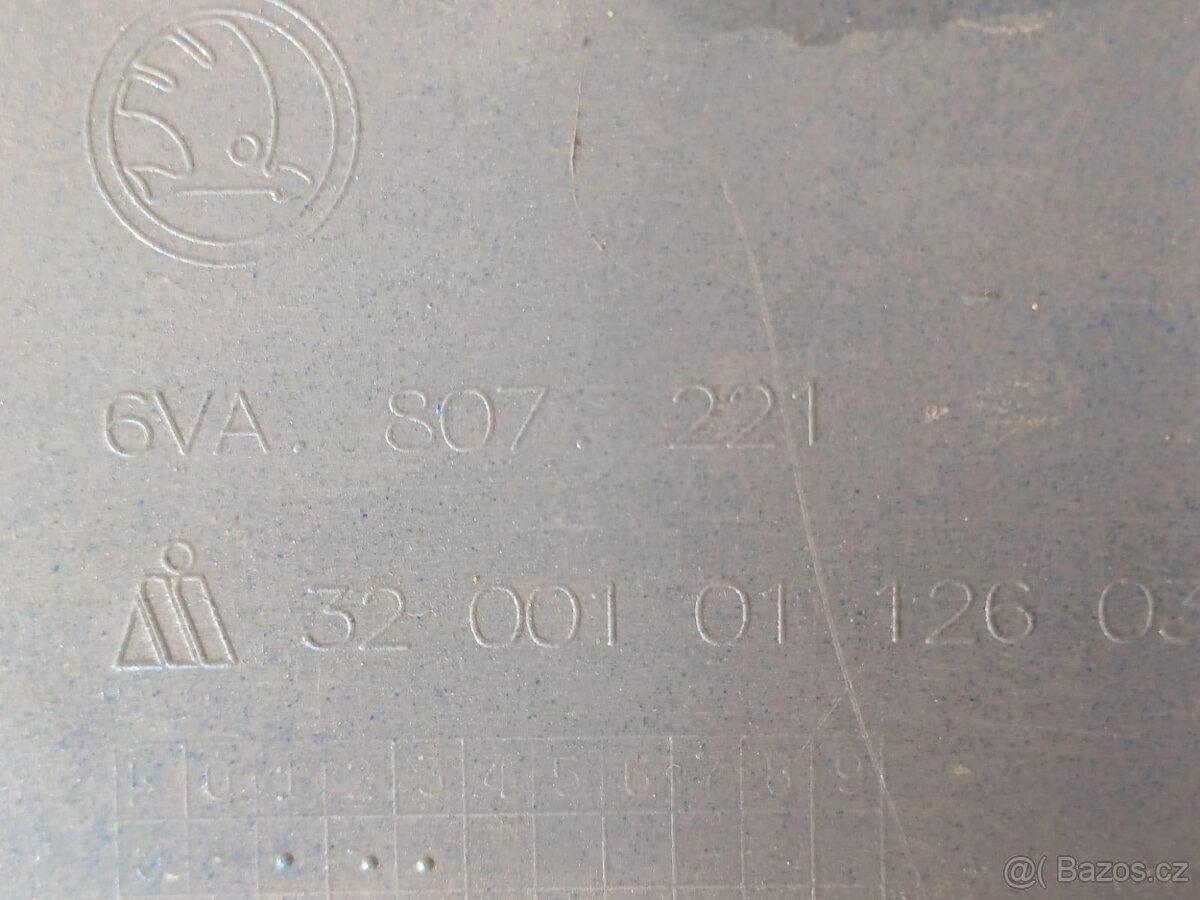 6VA. 807. 221
32 001 01 126 03
0 1 2 3 4 5 6 7 8 9
@( Bazos.cz